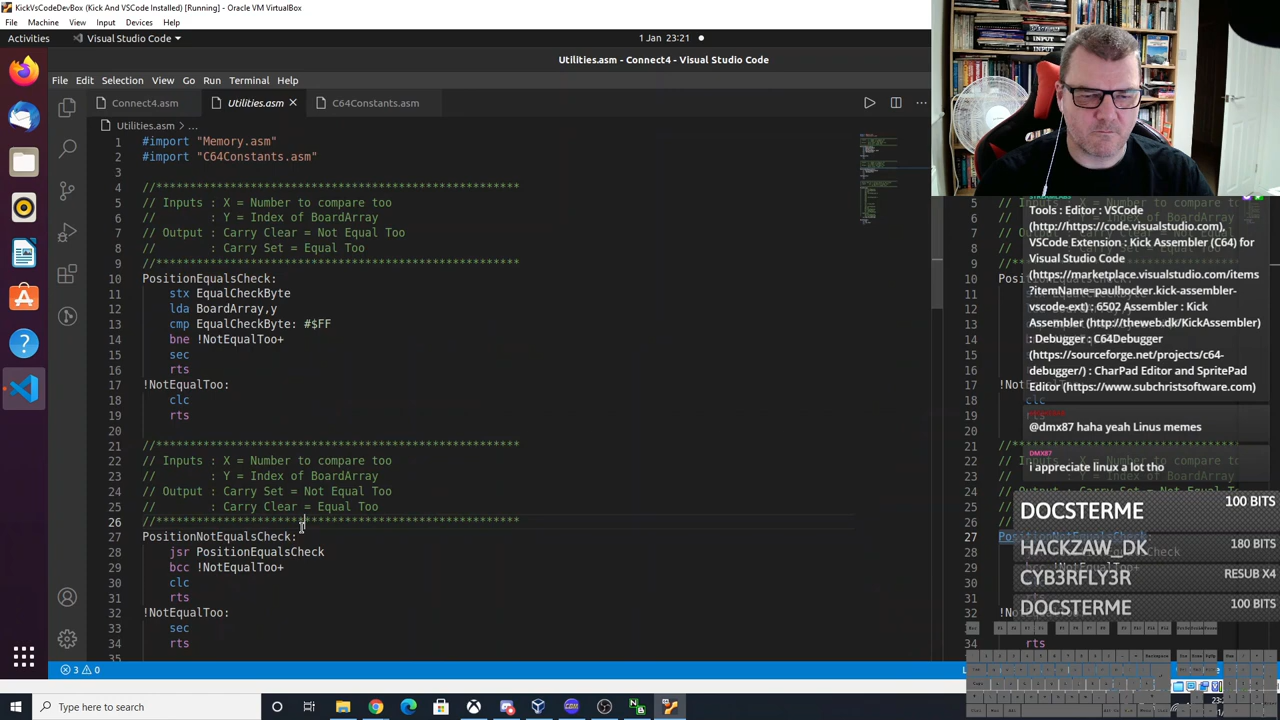 KickVsCodeDevBox (Kick And VSCode Installed) [Running] - Oracle VM VirtualBox
File Machine View Input Devices Help
Activities Visual Studio Code 1 Jan 23:21
Utilities.asm - Connect4 - Visual Studio Code
File Edit Selection View Go Run Terminal Help
Connect4.asm Utilities.asm C64Constants.asm
Utilities.asm > ...
1 #import "Memory.asm"
2 #import "C64Constants.asm"
3
4 //******************************************************
5 // Inputs : X = Number to compare too
6 // : Y = Index of BoardArray
7 // Output : Carry Clear = Not Equal Too
8 // : Carry Set = Equal Too
9 //******************************************************
10 PositionEqualsCheck:
11 stx EqualCheckByte
12 lda BoardArray,y
13 cmp EqualCheckByte: #$FF
14 bne !NotEqualToo+
15 sec
16 rts
17 !NotEqualToo:
18 clc
19 rts
20
21 //******************************************************
22 // Inputs : X = Number to compare too
23 // : Y = Index of BoardArray
24 // Output : Carry Set = Not Equal Too
25 // : Carry Clear = Equal Too
26 //******************************************************
27 PositionNotEqualsCheck:
28 jsr PositionEqualsCheck
29 bcc !NotEqualToo+
30 clc
31 rts
32 !NotEqualToo:
33 sec
34 rts
35
3 0
Tools : Editor : VSCode
(http://https://code.visualstudio.com),
VSCode Extension : Kick Assembler (C64) for
Visual Studio Code
(https://marketplace.visualstudio.com/items
?itemName=paulhocker.kick-assembler-
vscode-ext) : 6502 Assembler : Kick
Assembler (http://theweb.dk/KickAssembler)
: Debugger : C64Debugger
(https://sourceforge.net/projects/c64-
debugger/) : CharPad Editor and SpritePad
Editor (https://www.subchristsoftware.com)
@dmx87 haha yeah Linus memes
DMX87
i appreciate linux a lot tho
DOCSTERME 100 BITS
HACKZAW_DK 180 BITS
CYB3RFLY3R RESUB X4
DOCSTERME 100 BITS
Type here to search